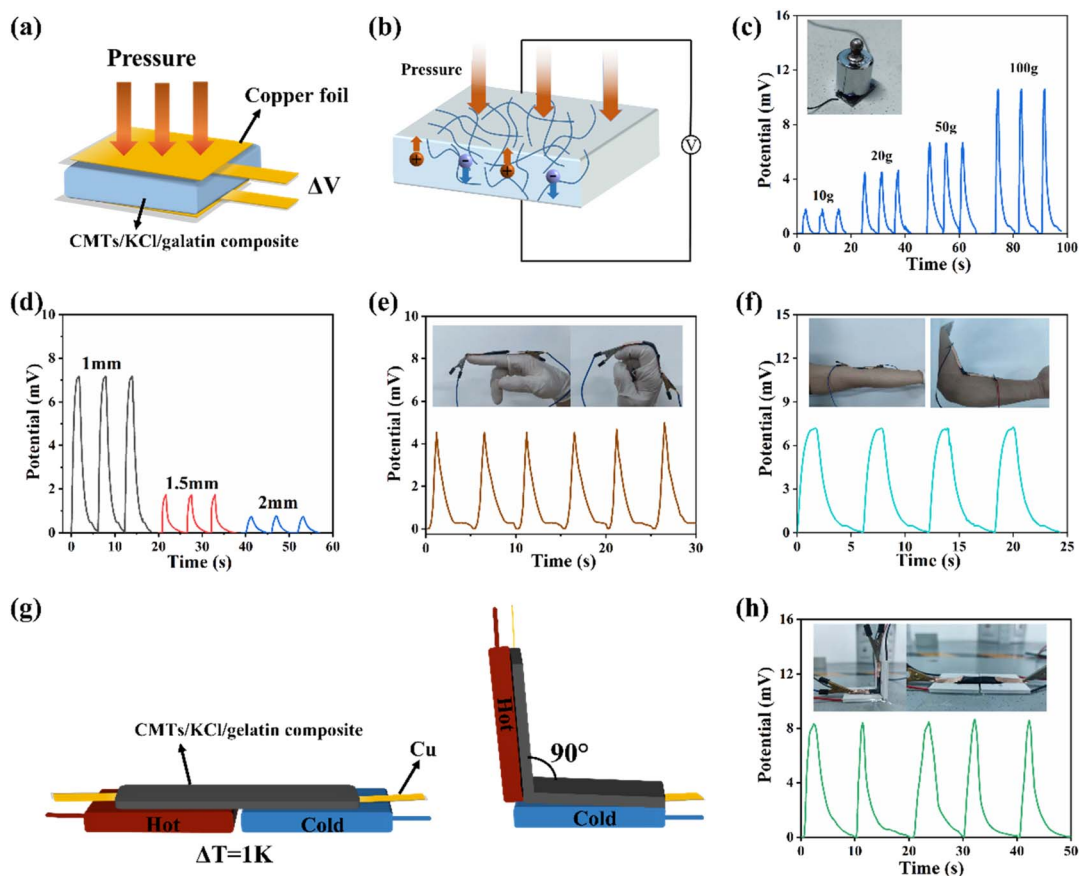 (a)
Pressure
Copper foil
ΔV
CMTs/KCl/galatin composite
(b)
Pressure
+
-
+
-
V
(c)
Potential (mV)
12
8
4
0
10g
20g
50g
100g
0 20 40 60 80 100
Time (s)
(d)
Potential (mV)
10
8
6
4
2
0
1mm
1.5mm
2mm
0 10 20 30 40 50 60
Time (s)
(e)
Potential (mV)
10
8
6
4
2
0
0 5 10 15 20 25 30
Time (s)
(f)
Potential (mV)
15
12
9
6
3
0
0 5 10 15 20 25
Timc (s)
(g)
CMTs/KCl/gelatin composite
Cu
Hot
Cold
ΔT=1K
Hot
90°
Cold
(h)
Potential (mV)
16
12
8
4
0
0 10 20 30 40 50
Time (s)